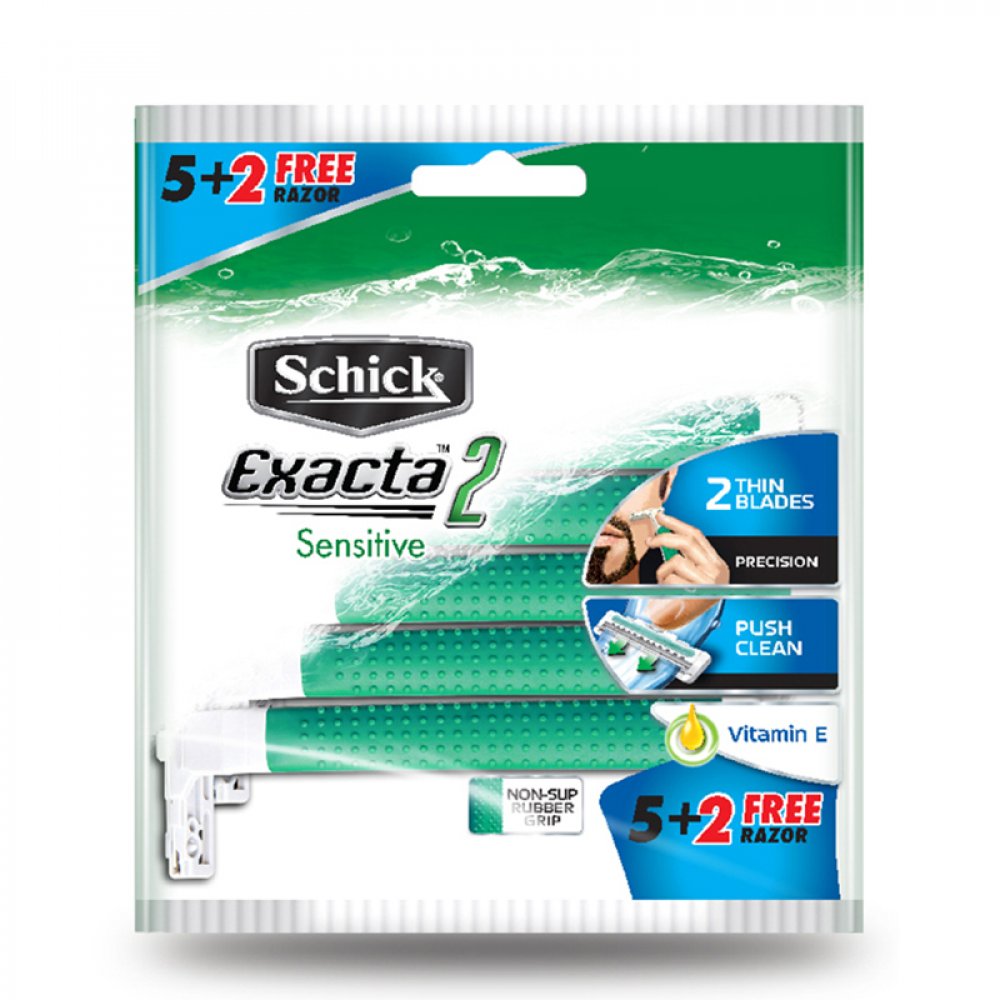 5+2 FREE
RAZOR
Schick®
Exacta™ 2
Sensitive
2 THIN
BLADES
PRECISION
PUSH
CLEAN
Vitamin E
NON-SLIP
RUBBER
GRIP
5+2 FREE
RAZOR